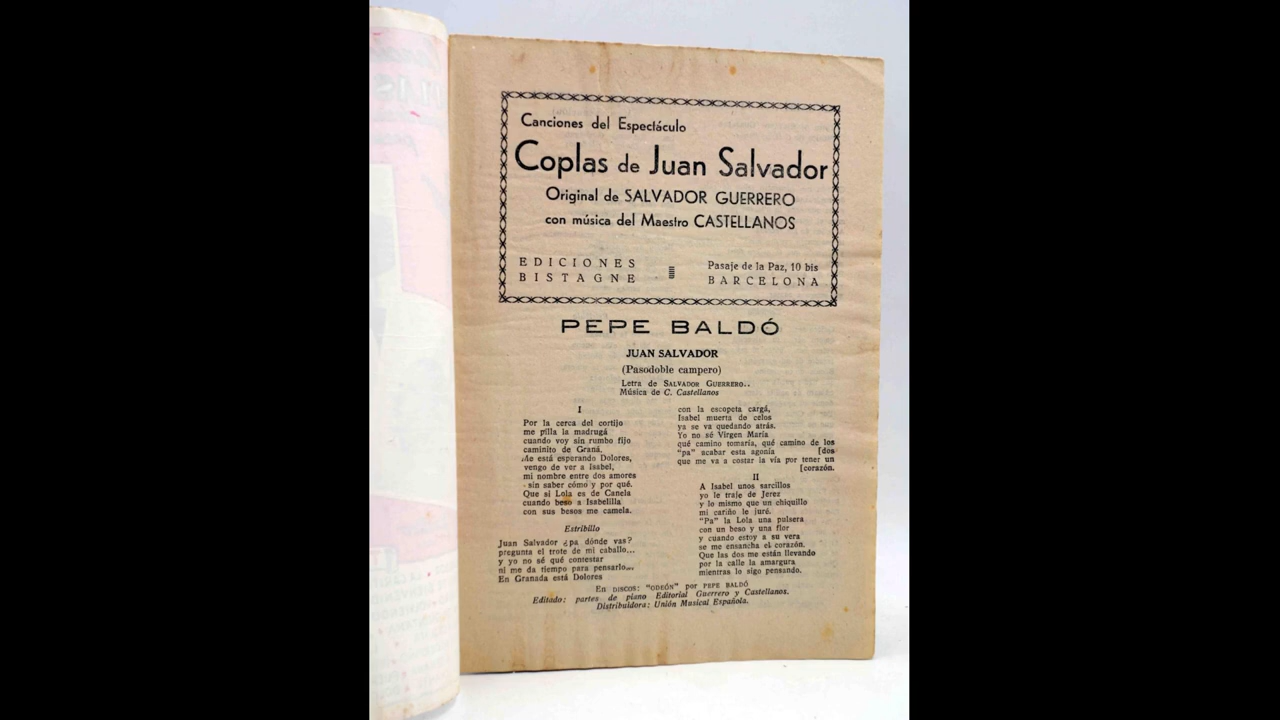 Canciones del Espectáculo
Coplas de Juan Salvador
Original de SALVADOR GUERRERO
con música del Maestro CASTELLANOS
EDICIONES
BISTAGNE
Pasaje de la Paz, 10 bis
BARCELONA
PEPE BALDÓ
JUAN SALVADOR
(Pasodoble campero)
Letra de SALVADOR GUERRERO..
Música de C. Castellanos
I
Por la cerca del cortijo
me pilla la madrugá
cuando voy sin rumbo fijo
caminito de Graná.
Me está esperando Dolores,
vengo de ver a Isabel,
mi nombre entre dos amores
sin saber cómo y por qué.
Que si Lola es de Canela
cuando beso a Isabelilla
con sus besos me camela.
Estribillo
Juan Salvador ¿pa dónde vas?
pregunta el trote de mi caballo...
y yo no sé qué contestar
ni me da tiempo para pensarlo...
En Granada está Dolores
con la escopeta cargá,
Isabel muerta de celos
ya se va quedando atrás.
Yo no sé Virgen María
qué camino tomaría, qué camino de los
"pa" acabar esta agonía [dos
que me va a costar la vía por tener un
[corazón.
II
A Isabel unos sarcillos
yo le traje de Jerez
y lo mismo que un chiquillo
mi cariño le juré.
"Pa" la Lola una pulsera
con un beso y una flor
y cuando estoy a su vera
se me ensancha el corazón.
Que las dos me están llevando
por la calle la amargura
mientras lo sigo pensando.
En DISCOS: "ODEÓN" por PEPE BALDÓ
Editado: partes de piano Editorial Guerrero y Castellanos.
Distribuidora: Unión Musical Española.